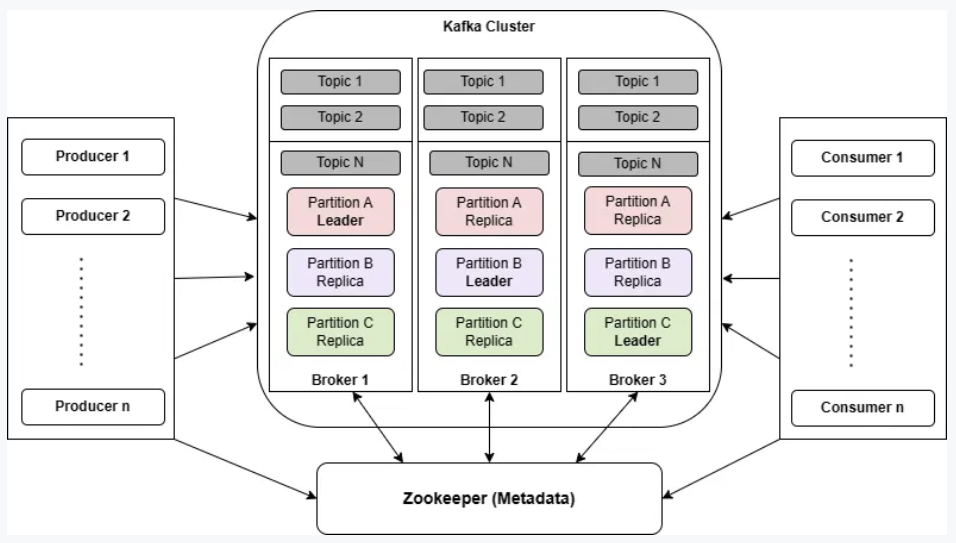 Kafka Cluster
Producer 1
Producer 2
Producer n
Topic 1
Topic 2
Topic N
Partition A
Leader
Partition B
Replica
Partition C
Replica
Broker 1
Topic 1
Topic 2
Topic N
Partition A
Replica
Partition B
Leader
Partition C
Replica
Broker 2
Topic 1
Topic 2
Topic N
Partition A
Replica
Partition B
Replica
Partition C
Leader
Broker 3
Consumer 1
Consumer 2
Consumer n
Zookeeper (Metadata)